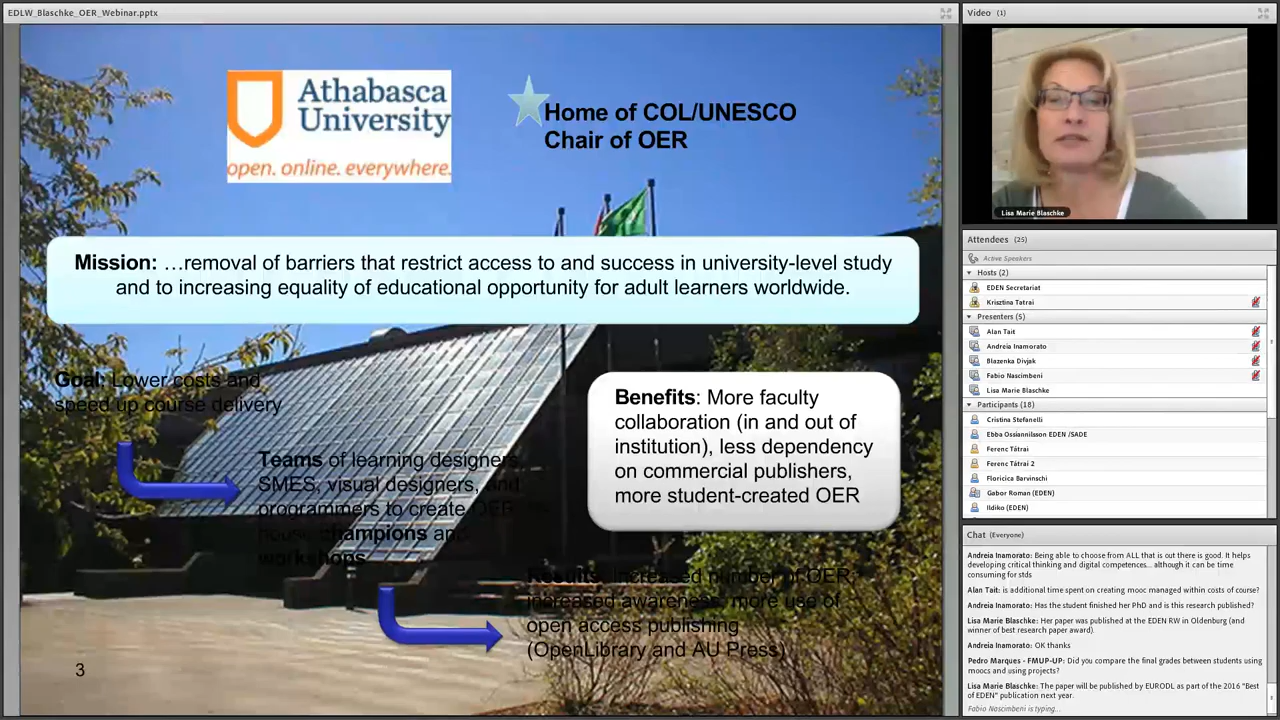 EDLW_Blaschke_OER_Webinar.pptx
Athabasca
University
open. online. everywhere.
Home of COL/UNESCO
Chair of OER
Mission: …removal of barriers that restrict access to and success in university-level study
and to increasing equality of educational opportunity for adult learners worldwide.
Goal: Lower costs and
speed up course delivery
Teams of learning designers,
SMES, visual designers, and
programmers to create OER
house champions and
workshops
Benefits: More faculty
collaboration (in and out of
institution), less dependency
on commercial publishers,
more student-created OER
Results: Increased number of OER;
increased awareness, more use of
open access publishing
(OpenLibrary and AU Press)
3
Video (1)
Lisa Marie Blaschke
Attendees (25)
Active Speakers
Hosts (2)
EDEN Secretariat
Krisztina Tatrai
Presenters (5)
Alan Tait
Andreia Inamorato
Blazenka Divjak
Fabio Nascimbeni
Lisa Marie Blaschke
Participants (18)
Cristina Stefanelli
Ebba Ossiannilsson EDEN /SADE
Ferenc Tátrai
Ferenc Tátrai 2
Floricica Barvinschi
Gabor Roman (EDEN)
Ildiko (EDEN)
Chat (Everyone)
Andreia Inamorato: Being able to choose from ALL that is out there is good. It helps
developing critical thinking and digital competences... although it can be time
consuming for stds
Alan Tait: is additional time spent on creating mooc managed within costs of course?
Andreia Inamorato: Has the student finished her PhD and is this research published?
Lisa Marie Blaschke: Her paper was published at the EDEN RW in Oldenburg (and
winner of best research paper award).
Andreia Inamorato: OK thanks
Pedro Marques - FMUP-UP: Did you compare the final grades between students using
moocs and using projects?
Lisa Marie Blaschke: The paper will be published by EURODL as part of the 2016 "Best
of EDEN" publication next year.
Fabio Nascimbeni is typing...